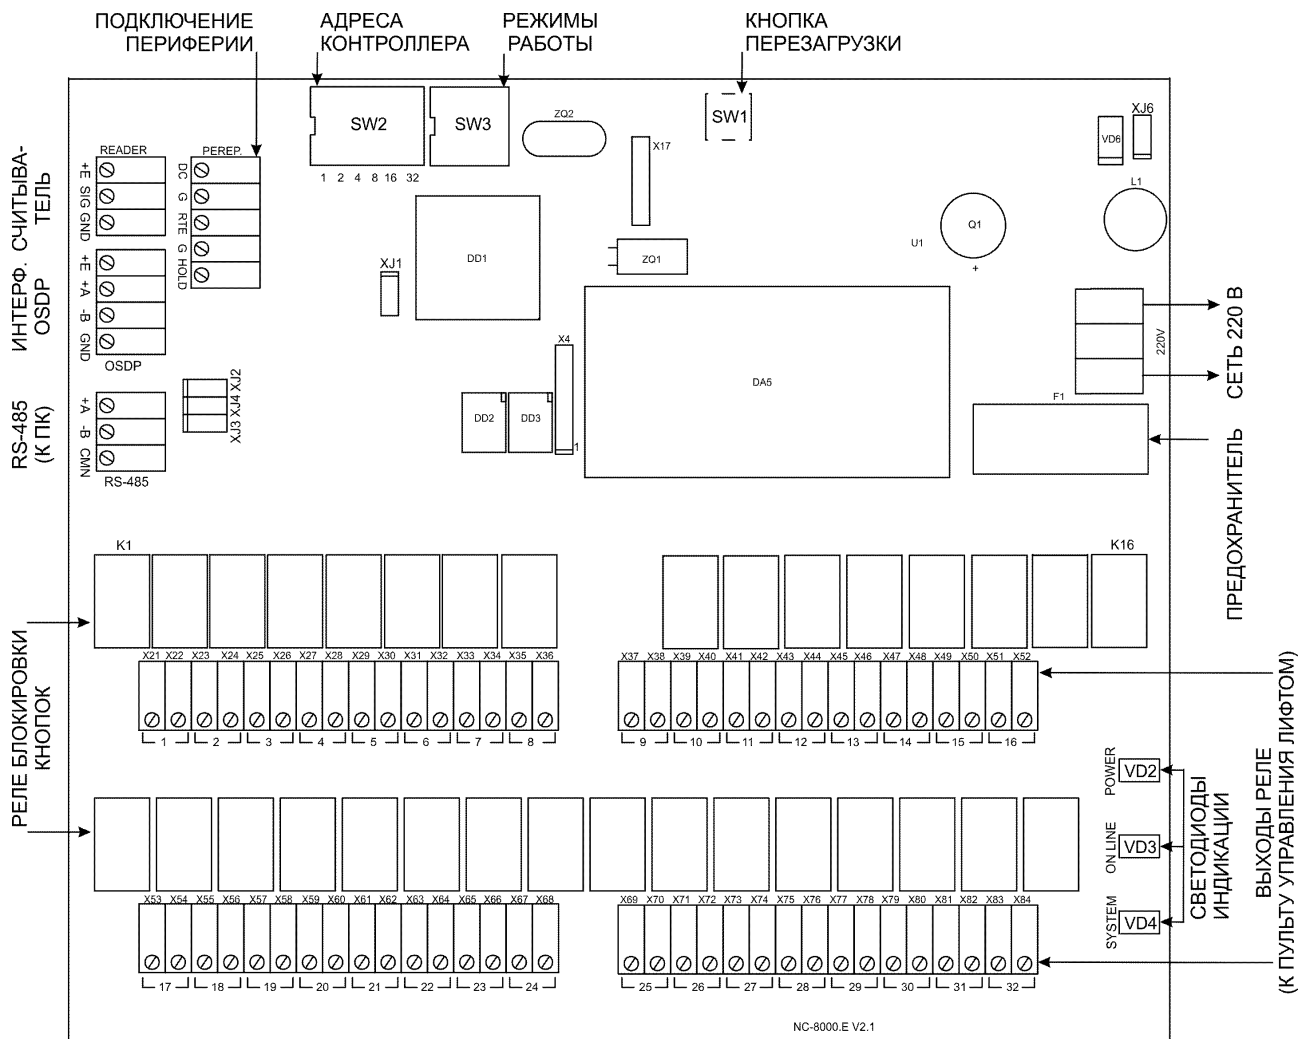 ПОДКЛЮЧЕНИЕ
ПЕРИФЕРИИ
АДРЕСА
КОНТРОЛЛЕРА
РЕЖИМЫ
РАБОТЫ
КНОПКА
ПЕРЕЗАГРУЗКИ
SW2
1 2 4 8 16 32
SW3
ZQ2
SW1
X17
VD6
XJ6
READER
+E
SIG
GND
PEREP.
DC
G
RTE
G
HOLD
СЧИТЫВА-
ТЕЛЬ
ИНТЕРФ.
OSDP
+E
+A
-B
GND
OSDP
RS-485
(К ПК)
+A
-B
CMN
RS-485
XJ2
XJ4
XJ3
XJ1
DD1
ZQ1
U1
Q1
+
L1
X4
1
DD2
DD3
DA5
220V
СЕТЬ 220 В
F1
ПРЕДОХРАНИТЕЛЬ
K1
K16
РЕЛЕ БЛОКИРОВКИ
КНОПОК
X21 X22 X23 X24 X25 X26 X27 X28 X29 X30 X31 X32 X33 X34 X35 X36
X37 X38 X39 X40 X41 X42 X43 X44 X45 X46 X47 X48 X49 X50 X51 X52
1 2 3 4 5 6 7 8
9 10 11 12 13 14 15 16
POWER
VD2
ON LINE
VD3
SYSTEM
VD4
СВЕТОДИОДЫ
ИНДИКАЦИИ
ВЫХОДЫ РЕЛЕ
(К ПУЛЬТУ УПРАВЛЕНИЯ ЛИФТОМ)
X53 X54 X55 X56 X57 X58 X59 X60 X61 X62 X63 X64 X65 X66 X67 X68
X69 X70 X71 X72 X73 X74 X75 X76 X77 X78 X79 X80 X81 X82 X83 X84
17 18 19 20 21 22 23 24
25 26 27 28 29 30 31 32
NC-8000.E V2.1